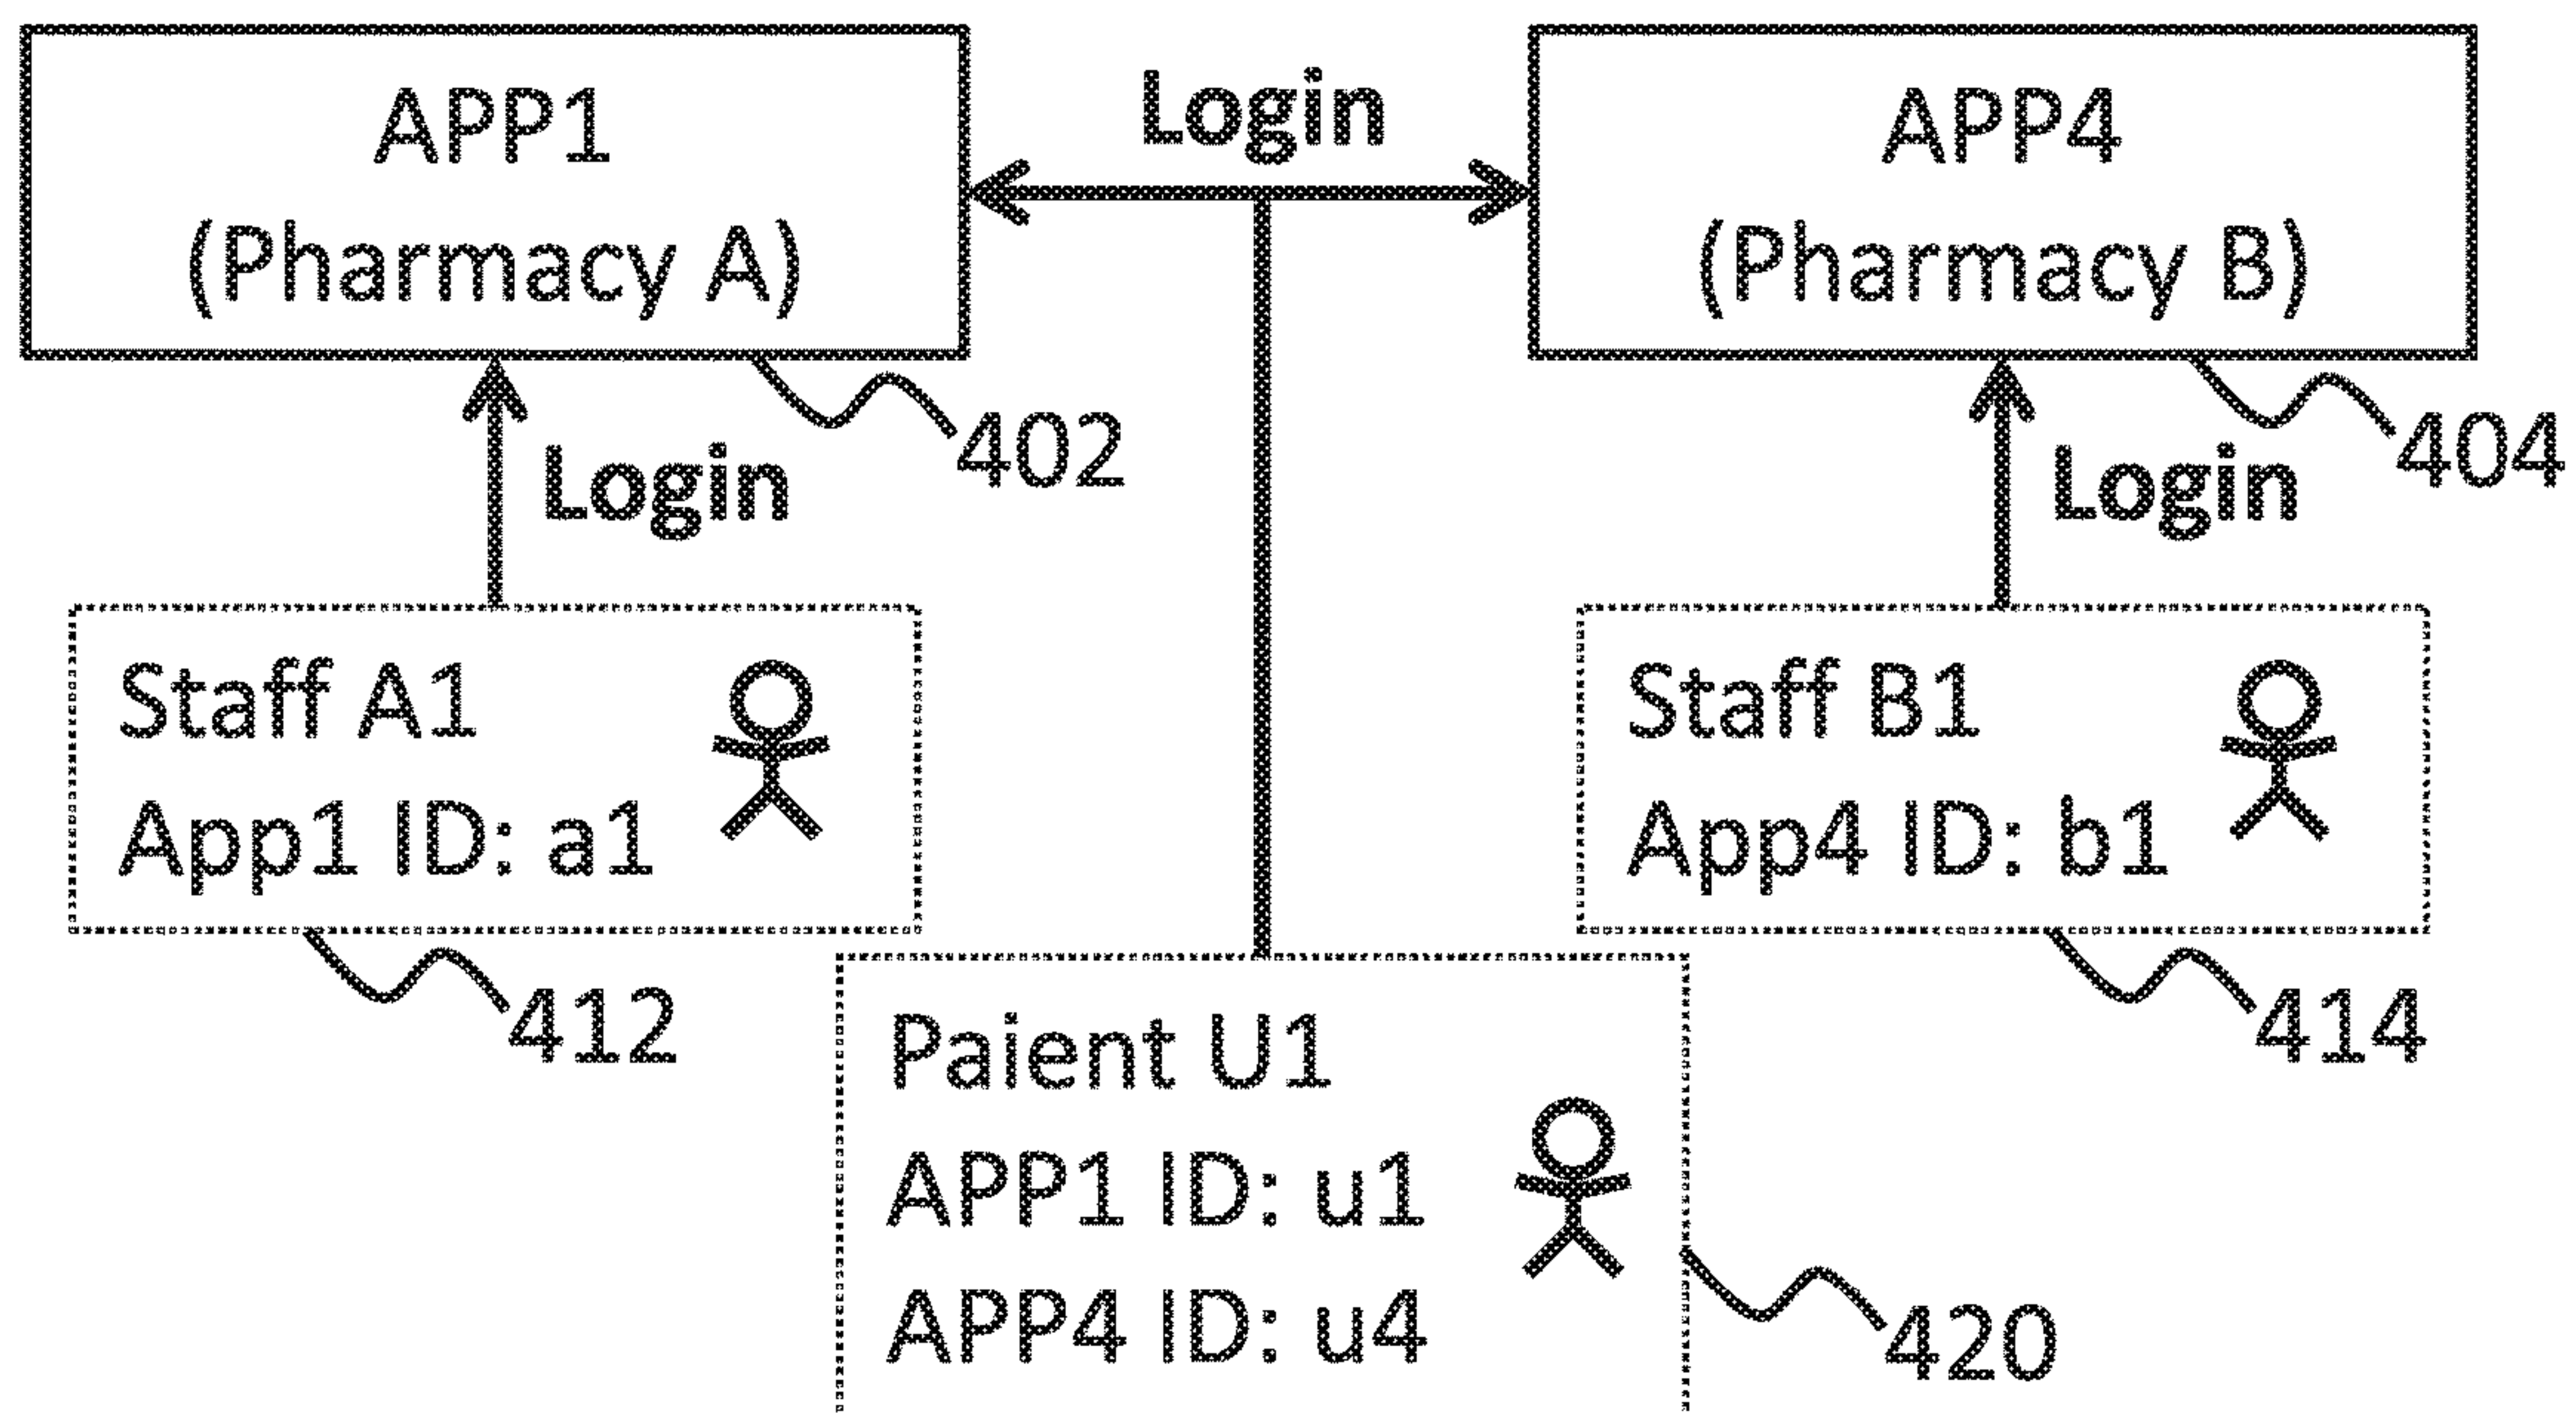 APP1
(Pharmacy A)
Login
APP4
(Pharmacy B)
402
Login
404
Login
Staff A1
App1 ID: a1
Staff B1
App4 ID: b1
412
414
Paient U1
APP1 ID: u1
APP4 ID: u4
420